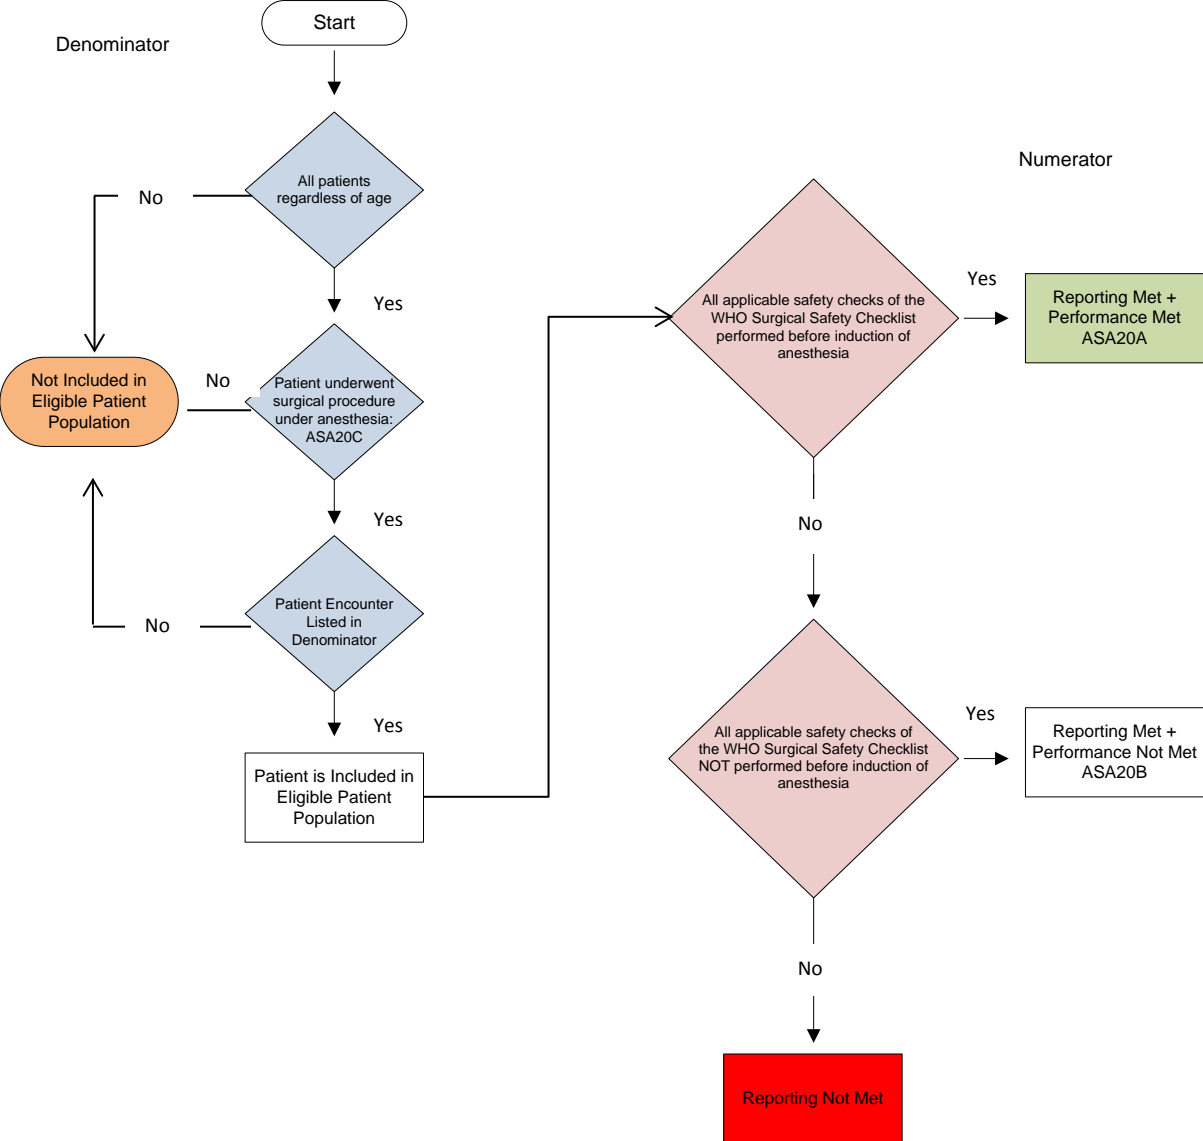 Start
Denominator
All patients
regardless of age
No
Yes
Not Included in
Eligible Patient
Population
No
Patient underwent
surgical procedure
under anesthesia:
ASA20C
Yes
Patient Encounter
Listed in
Denominator
No
Yes
Patient is Included in
Eligible Patient
Population
Numerator
All applicable safety checks of the
WHO Surgical Safety Checklist
performed before induction of
anesthesia
Yes
Reporting Met +
Performance Met
ASA20A
No
All applicable safety checks of
the WHO Surgical Safety Checklist
NOT performed before induction of
anesthesia
Yes
Reporting Met +
Performance Not Met
ASA20B
No
Reporting Not Met